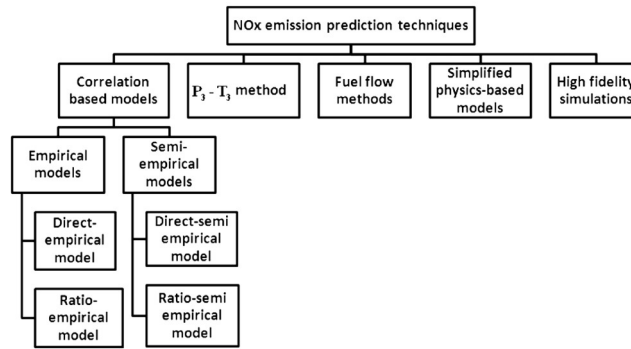 NOx emission prediction techniques
Correlation
based models
P₃ - T₃ method
Fuel flow
methods
Simplified
physics-based
models
High fidelity
simulations
Empirical
models
Semi-
empirical
models
Direct-
empirical
model
Direct-semi
empirical
model
Ratio-
empirical
model
Ratio-semi
empirical
model